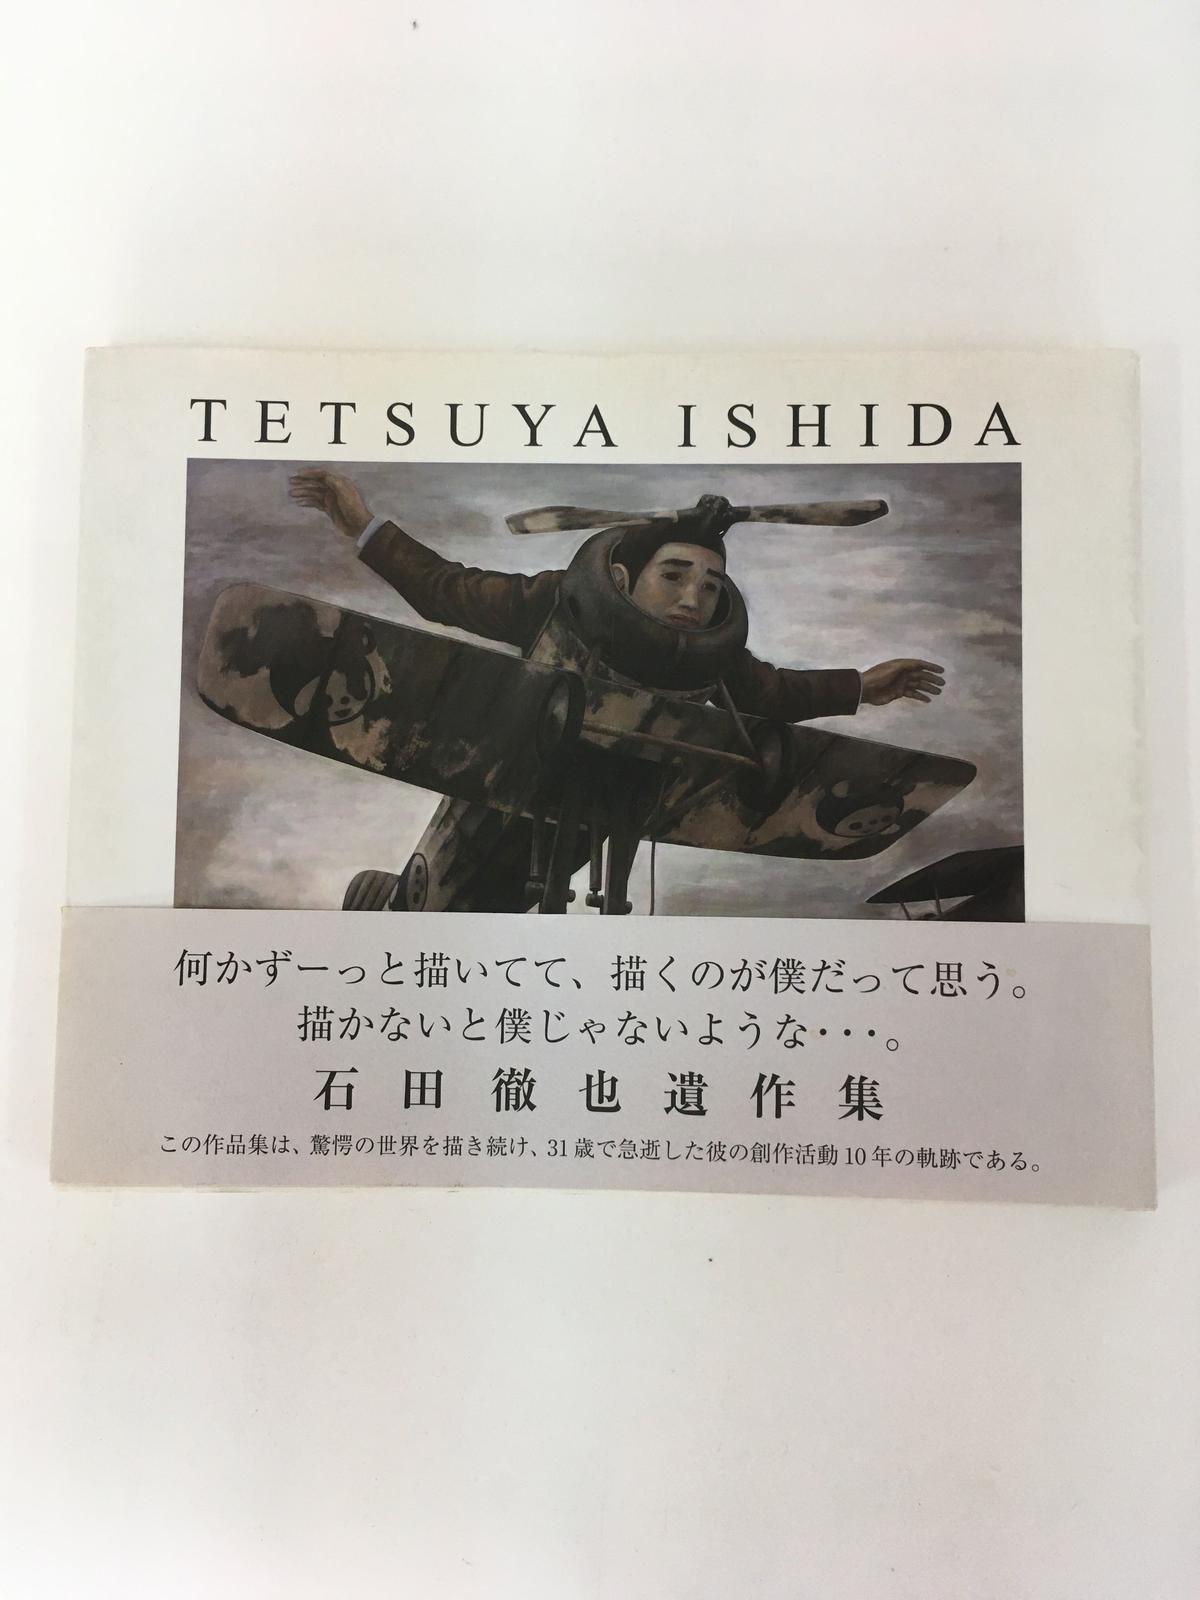 TETSUYA ISHIDA
何かずーっと描いてて、描くのが僕だって思う。
描かないと僕じゃないような・・・。
石田徹也遺作集
この作品集は、驚愕の世界を描き続け、31歳で急逝した彼の創作活動10年の軌跡である。